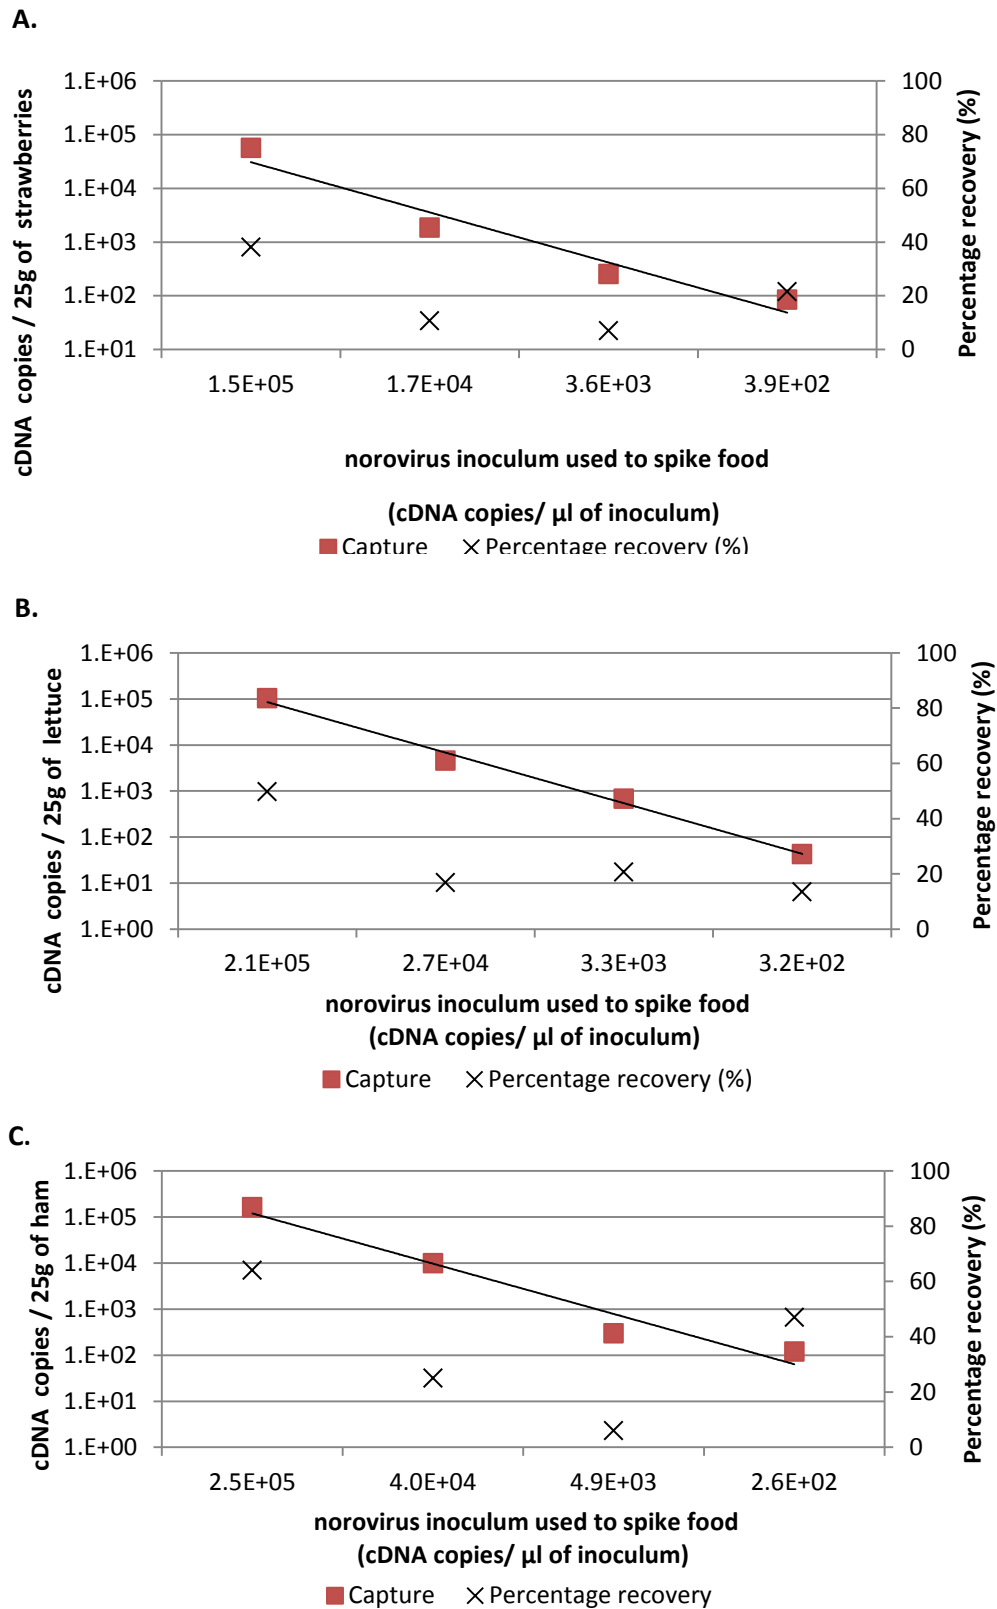 A.
cDNA copies / 25g of strawberries
1.E+06
1.E+05
1.E+04
1.E+03
1.E+02
1.E+01
100
80
60
40
20
0
Percentage recovery (%)
1.5E+05 1.7E+04 3.6E+03 3.9E+02
norovirus inoculum used to spike food
(cDNA copies/ µl of inoculum)
Capture Percentage recovery (%)
B.
cDNA copies / 25g of lettuce
1.E+06
1.E+05
1.E+04
1.E+03
1.E+02
1.E+01
1.E+00
100
80
60
40
20
0
Percentage recovery (%)
2.1E+05 2.7E+04 3.3E+03 3.2E+02
norovirus inoculum used to spike food
(cDNA copies/ µl of inoculum)
Capture Percentage recovery (%)
C.
cDNA copies / 25g of ham
1.E+06
1.E+05
1.E+04
1.E+03
1.E+02
1.E+01
1.E+00
100
80
60
40
20
0
Percentage recovery (%)
2.5E+05 4.0E+04 4.9E+03 2.6E+02
norovirus inoculum used to spike food
(cDNA copies/ µl of inoculum)
Capture Percentage recovery